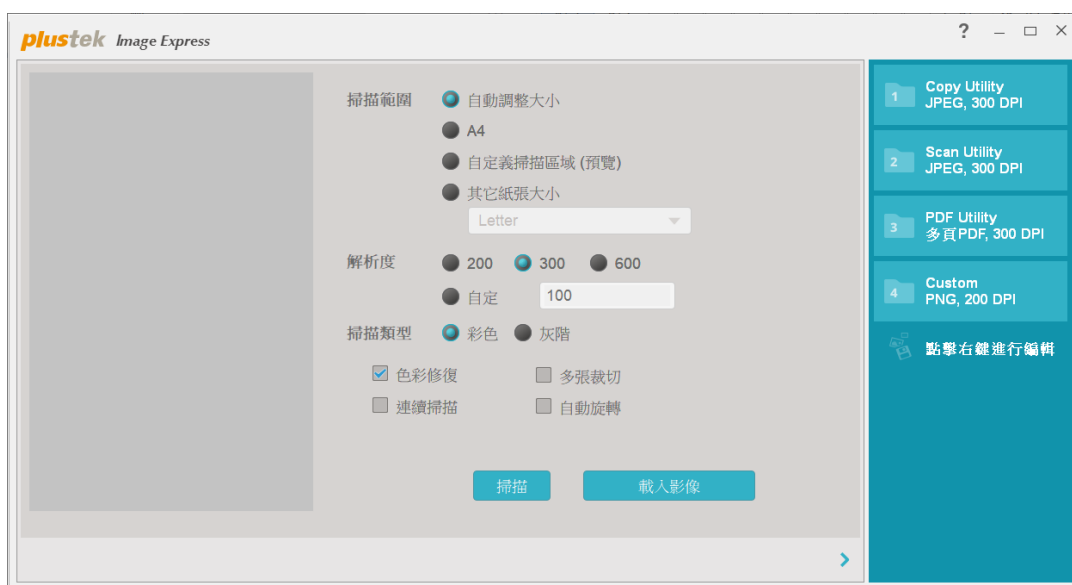 plustek Image Express
?
掃描範圍
自動調整大小
A4
自定義掃描區域 (預覽)
其它紙張大小
Letter
解析度
200
300
600
自定
100
掃描類型
彩色
灰階
色彩修復
多張裁切
連續掃描
自動旋轉
掃描
載入影像
1
Copy Utility
JPEG, 300 DPI
2
Scan Utility
JPEG, 300 DPI
3
PDF Utility
多頁PDF, 300 DPI
4
Custom
PNG, 200 DPI
點擊右鍵進行編輯